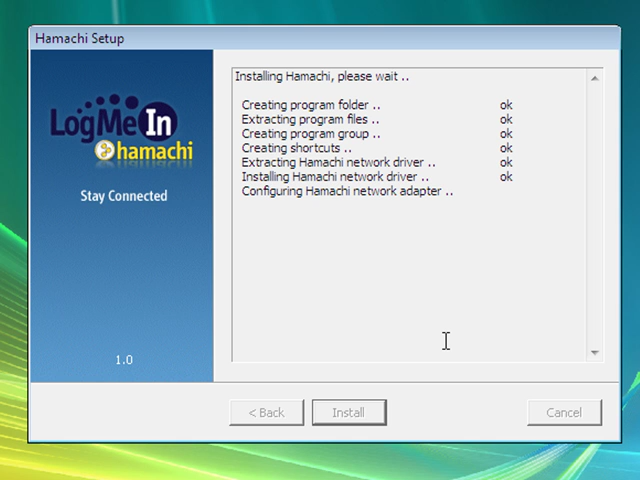 Hamachi Setup
LogMeIn
hamachi
Stay Connected
1.0
Installing Hamachi, please wait ..
Creating program folder .. ok
Extracting program files .. ok
Creating program group .. ok
Creating shortcuts .. ok
Extracting Hamachi network driver .. ok
Installing Hamachi network driver .. ok
Configuring Hamachi network adapter ..
< Back
Install
Cancel